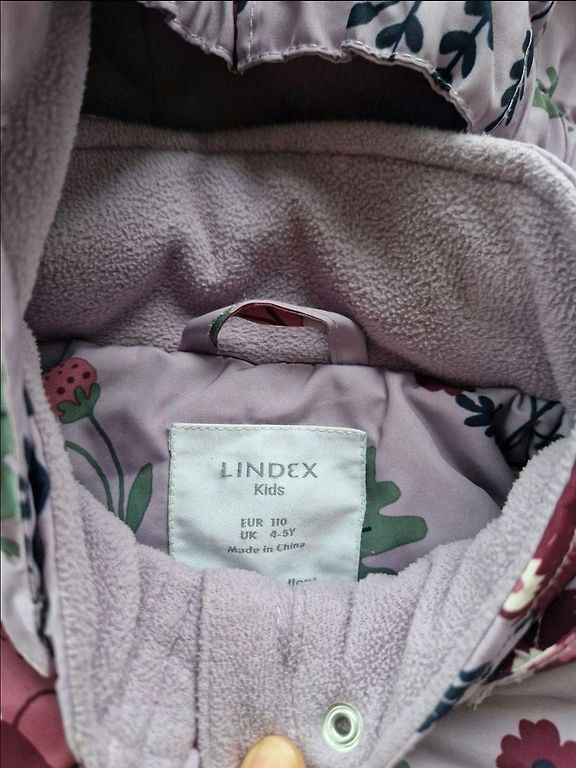 LINDEX
Kids
EUR 110
UK 4-5Y
Made in China